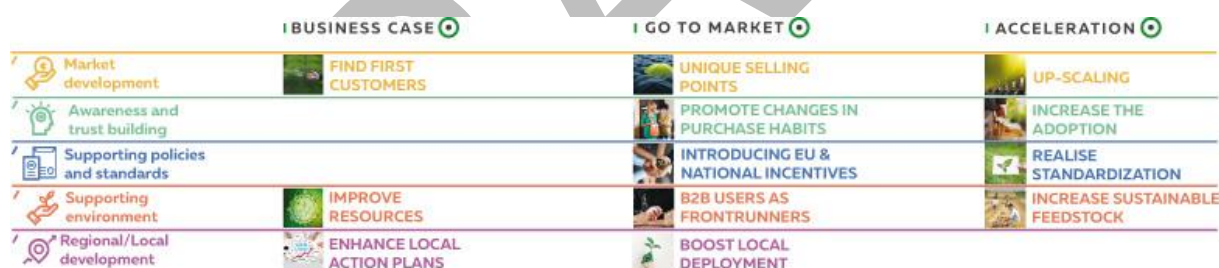 BUSINESS CASE
GO TO MARKET
ACCELERATION
Market
development
FIND FIRST
CUSTOMERS
UNIQUE SELLING
POINTS
UP-SCALING
Awareness and
trust building
PROMOTE CHANGES IN
PURCHASE HABITS
INCREASE THE
ADOPTION
Supporting policies
and standards
INTRODUCING EU &
NATIONAL INCENTIVES
REALISE
STANDARDIZATION
Supporting
environment
IMPROVE
RESOURCES
B2B USERS AS
FRONTRUNNERS
INCREASE SUSTAINABLE
FEEDSTOCK
Regional/Local
development
ENHANCE LOCAL
ACTION PLANS
BOOST LOCAL
DEPLOYMENT